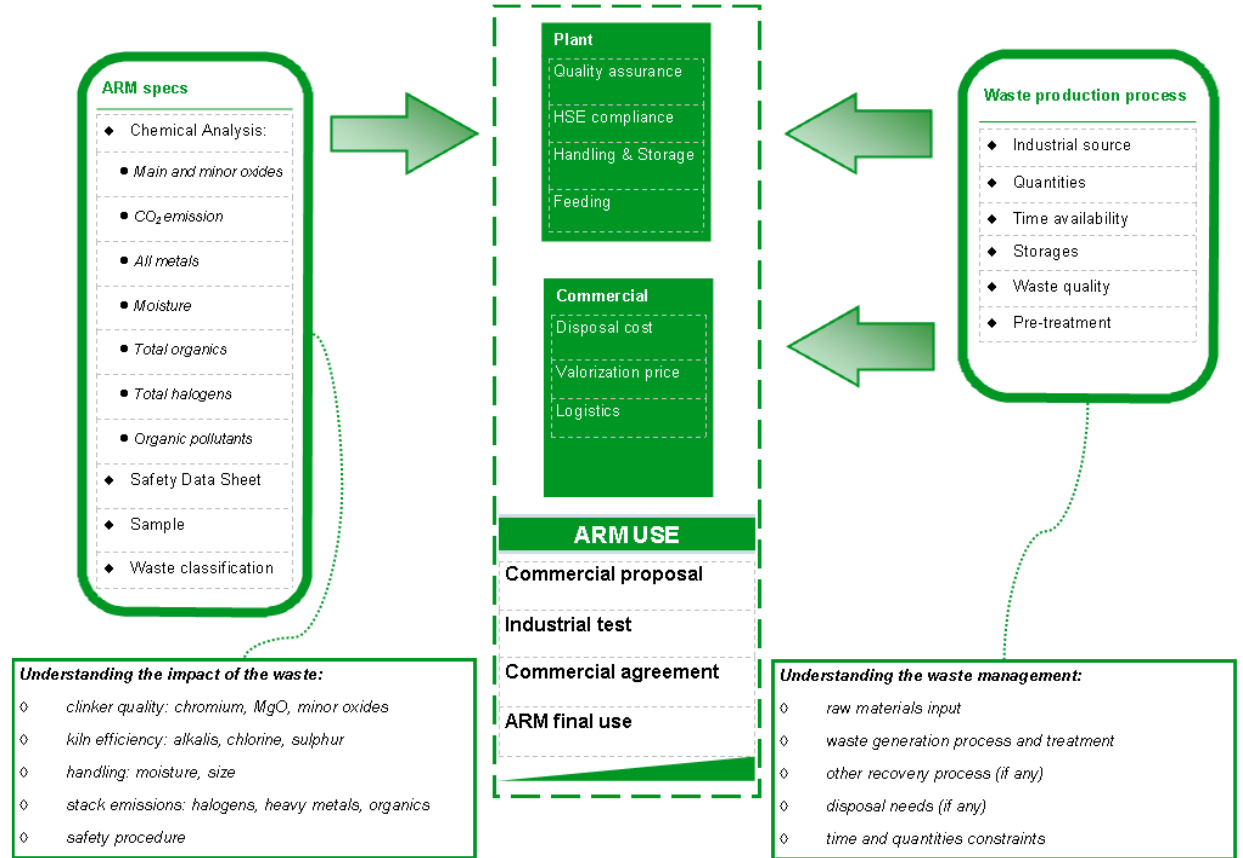 ARM specs
◆ Chemical Analysis:
● Main and minor oxides
● CO₂ emission
● All metals
● Moisture
● Total organics
● Total halogens
● Organic pollutants
◆ Safety Data Sheet
◆ Sample
◆ Waste classification
Plant
Quality assurance
HSE compliance
Handling & Storage
Feeding
Commercial
Disposal cost
Valorization price
Logistics
ARM USE
Commercial proposal
Industrial test
Commercial agreement
ARM final use
Waste production process
◆ Industrial source
◆ Quantities
◆ Time availability
◆ Storages
◆ Waste quality
◆ Pre-treatment
Understanding the impact of the waste:
◊ clinker quality: chromium, MgO, minor oxides
◊ kiln efficiency: alkalis, chlorine, sulphur
◊ handling: moisture, size
◊ stack emissions: halogens, heavy metals, organics
◊ safety procedure
Understanding the waste management:
◊ raw materials input
◊ waste generation process and treatment
◊ other recovery process (if any)
◊ disposal needs (if any)
◊ time and quantities constraints